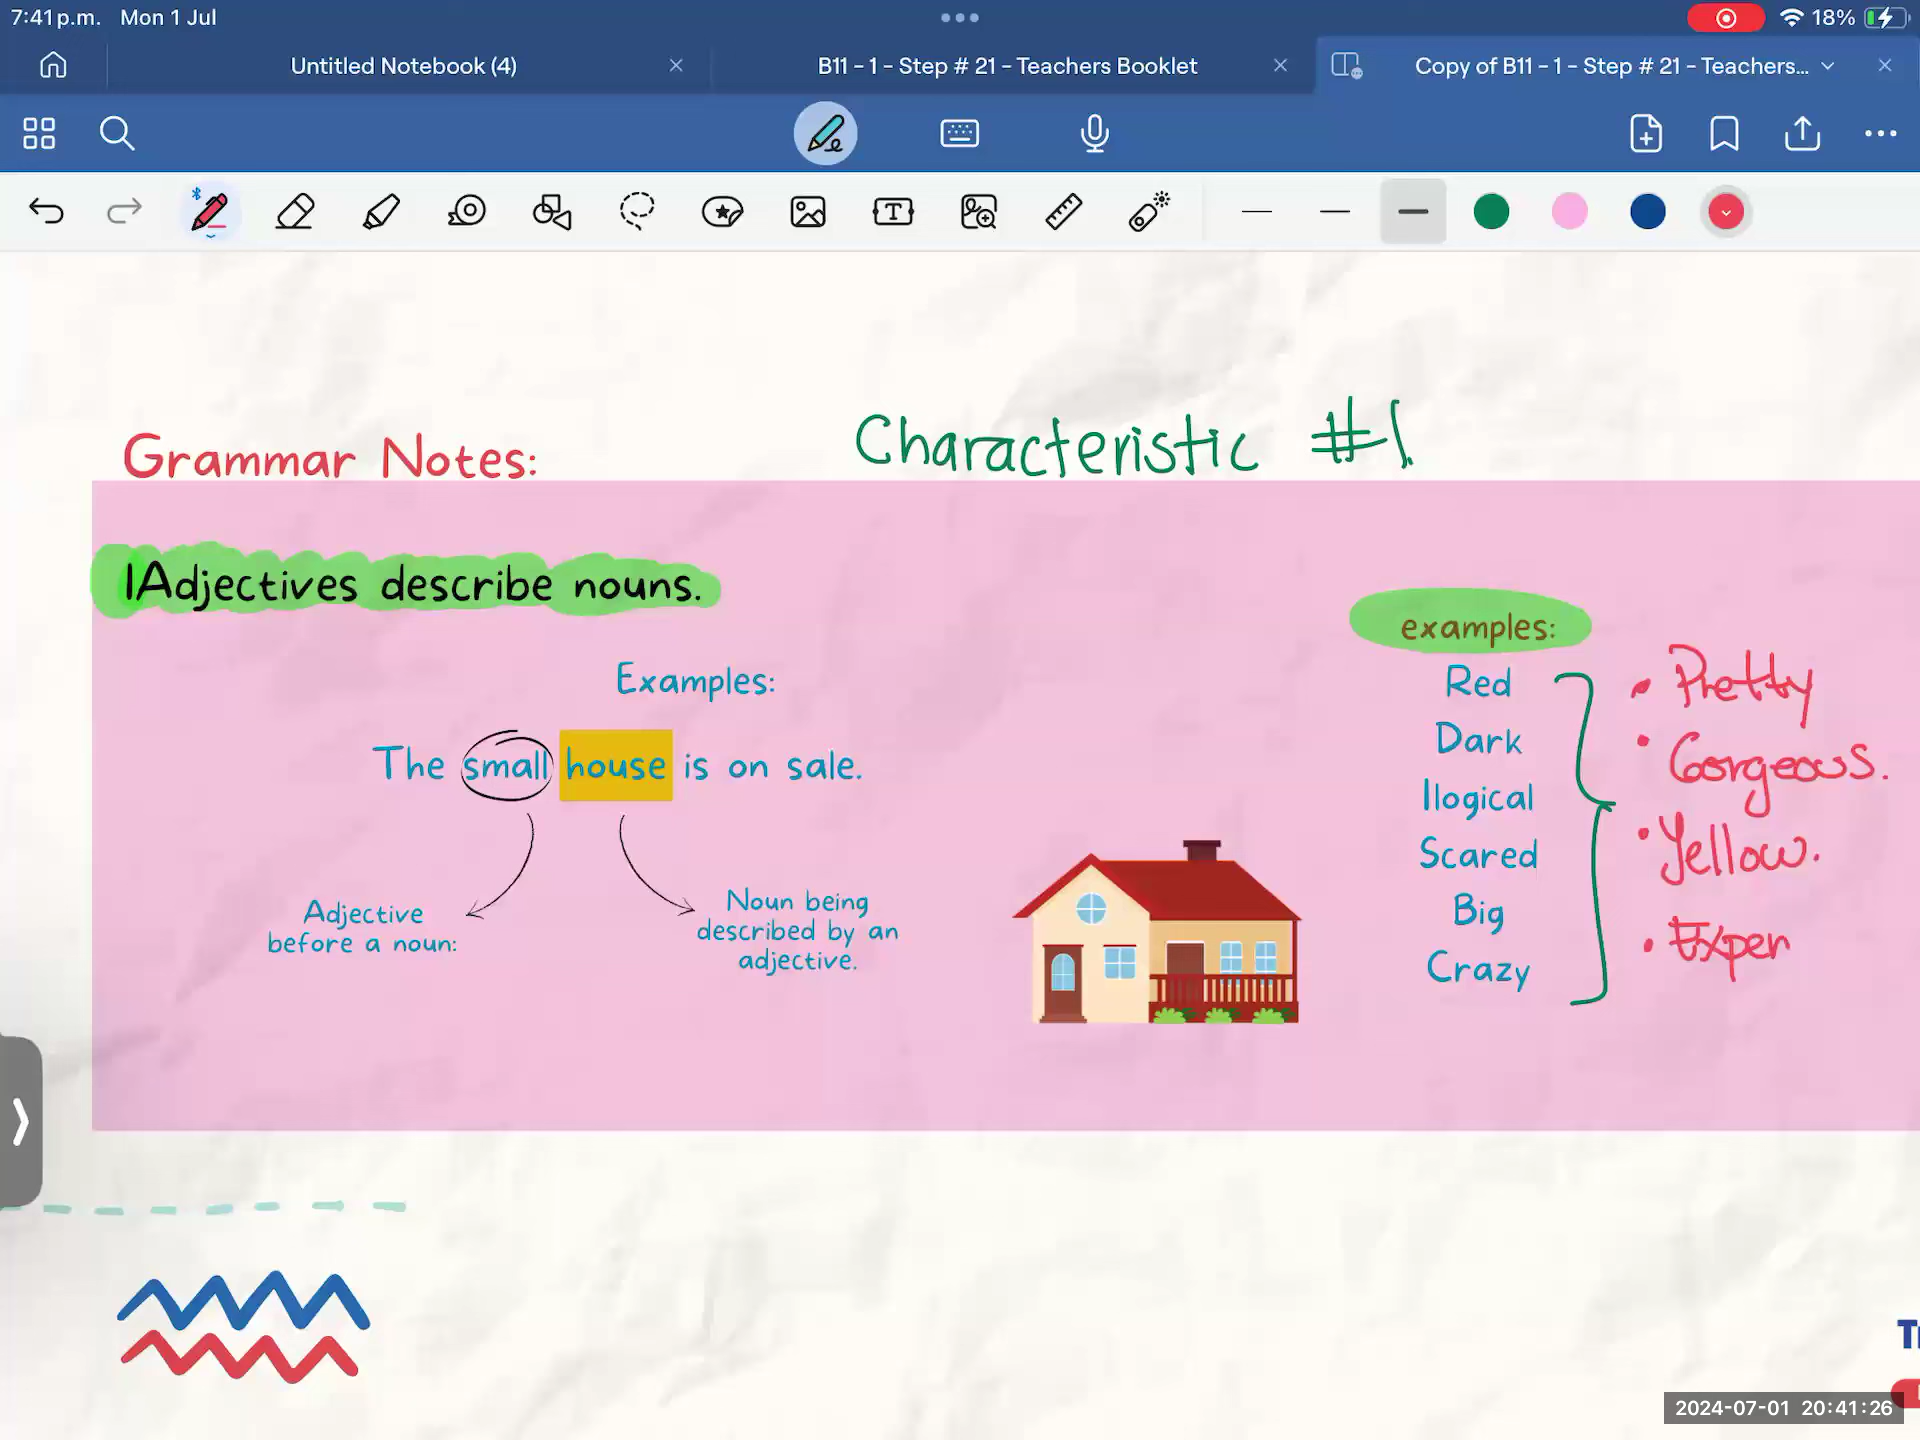 7:41 p.m. Mon 1 Jul
18%
Untitled Notebook (4)
B11 - 1 - Step # 21 - Teachers Booklet
Copy of B11 - 1 - Step # 21 - Teachers...
Grammar Notes:
Characteristic #1
1Adjectives describe nouns.
examples:
Examples:
Red
• Pretty
The small house is on sale.
Dark
• Gorgeous.
Ilogical
Scared
• Yellow.
Adjective
before a noun:
Noun being
described by an
adjective.
Big
• Exper
Crazy
2024-07-01 20:41:26